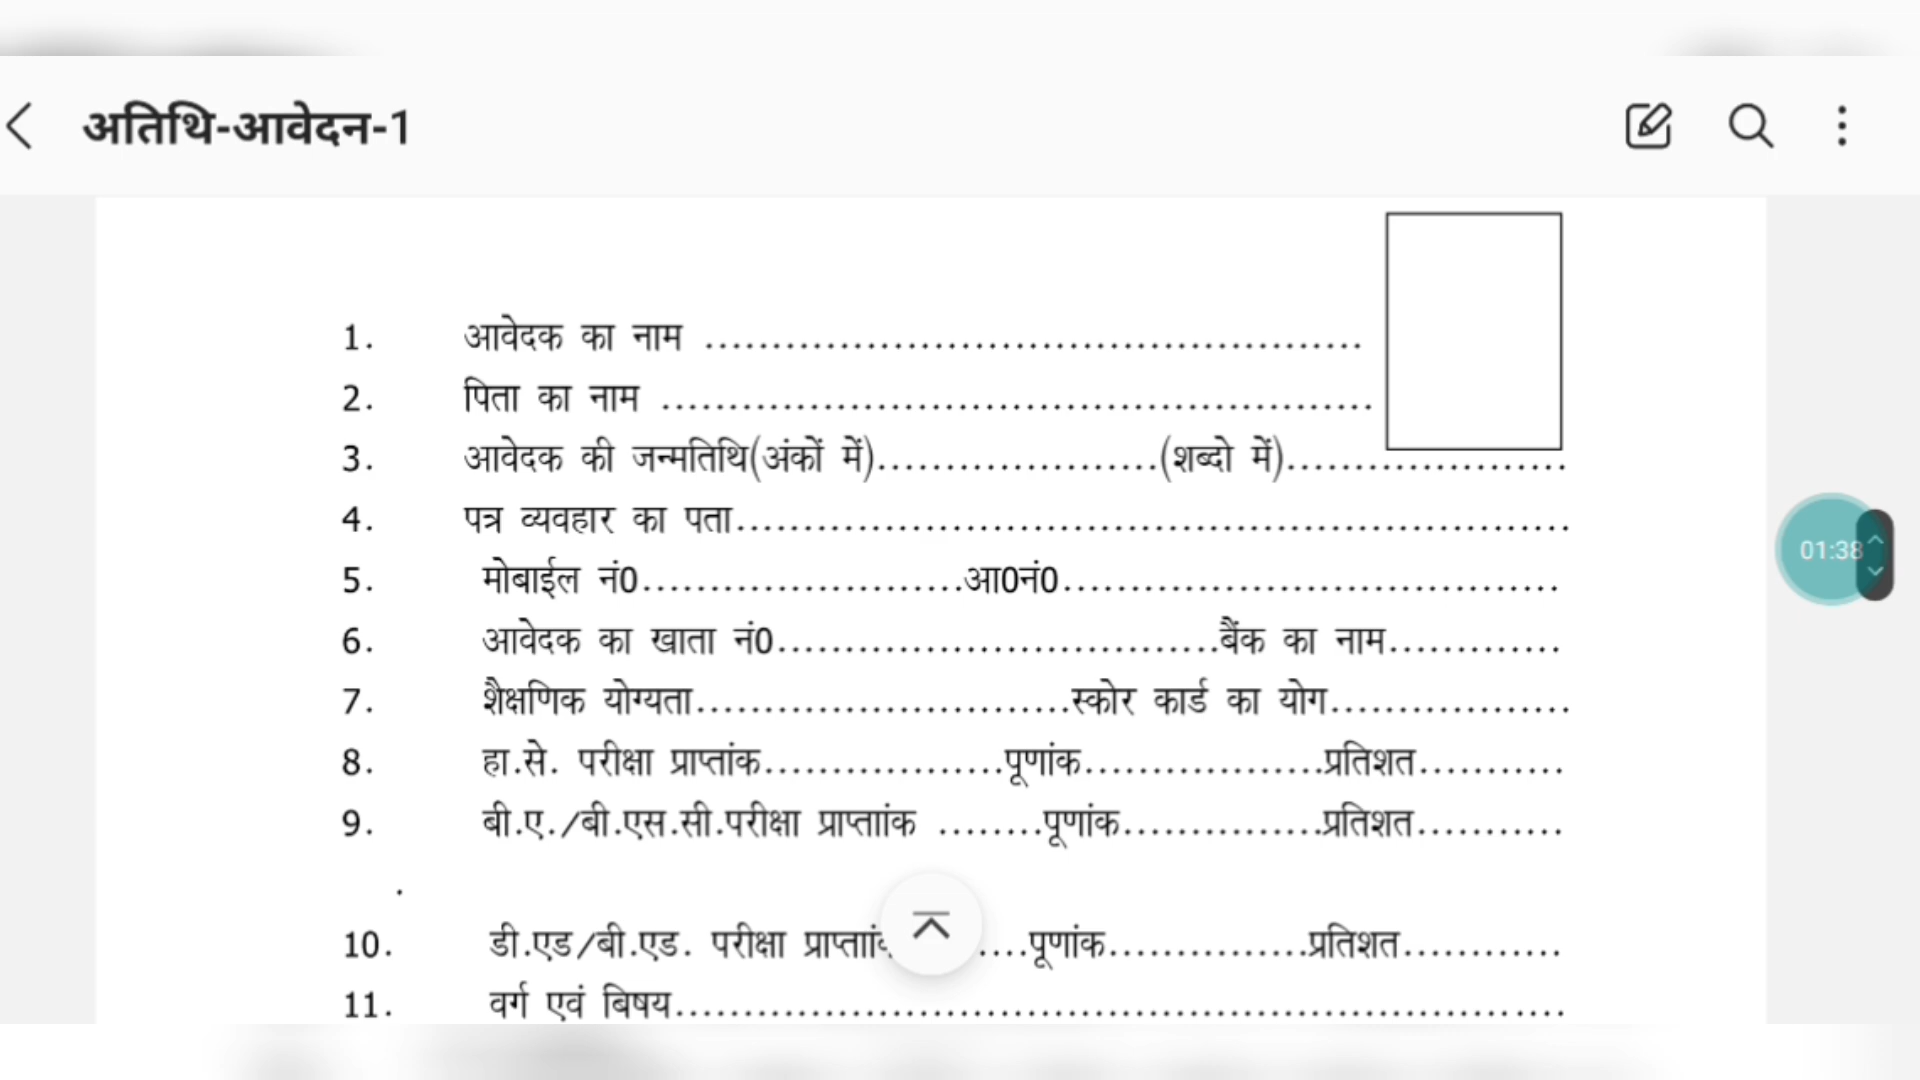 अतिथि-आवेदन-1
1. आवेदक का नाम .................................................
2. पिता का नाम .....................................................
3. आवेदक की जन्मतिथि(अंकों में).....................(शब्दो में).....................
4. पत्र व्यवहार का पता..............................................................
5. मोबाईल नं0........................आ0नं0.....................................
01:38
6. आवेदक का खाता नं0.................................बैंक का नाम.............
7. शैक्षणिक योग्यता............................स्कोर कार्ड का योग..................
8. हा.से. परीक्षा प्राप्तांक..................पूणांक..................प्रतिशत...........
9. बी.ए./बी.एस.सी.परीक्षा प्राप्ताांक ........पूणांक...............प्रतिशत...........
.
10. डी.एड/बी.एड. परीक्षा ....पूणांक...............प्रतिशत............
11. वर्ग एवं बिषय..................................................................